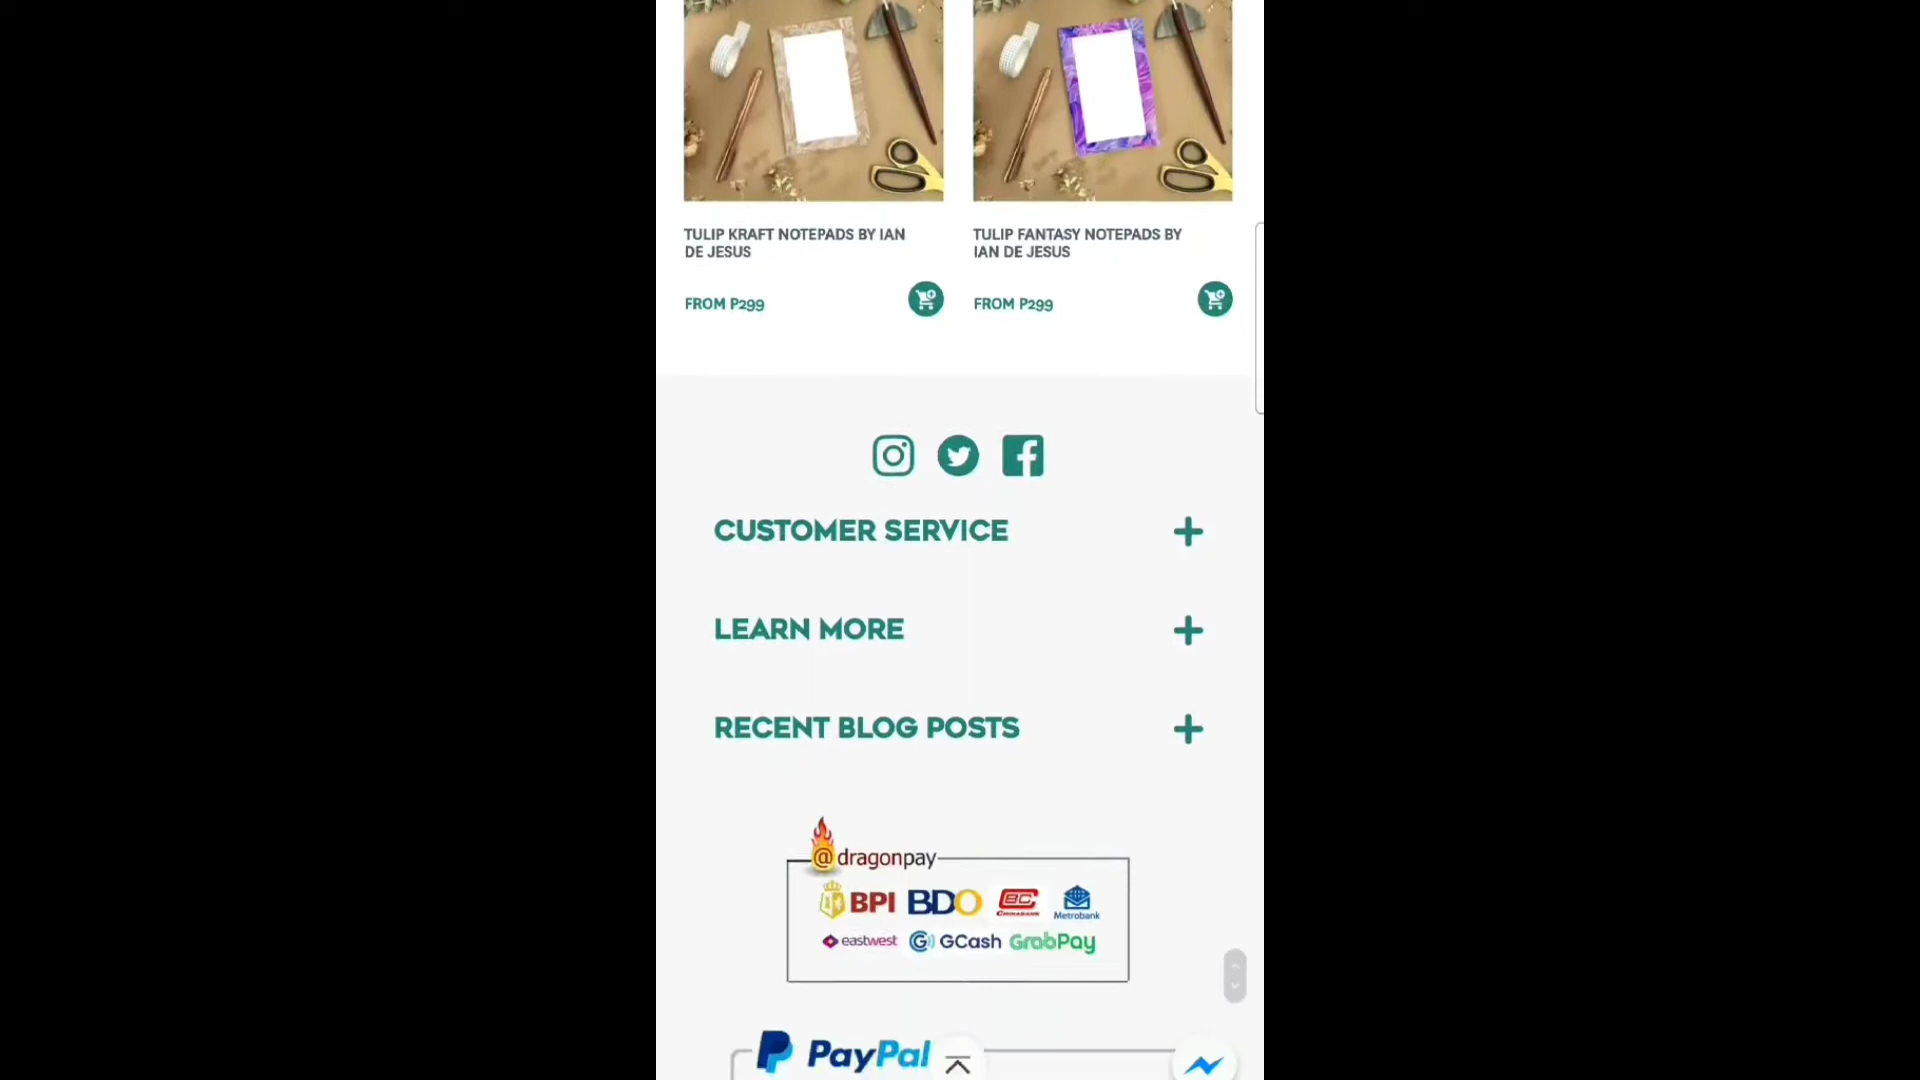 TULIP KRAFT NOTEPADS BY IAN
DE JESUS
FROM P299
TULIP FANTASY NOTEPADS BY
IAN DE JESUS
FROM P299
CUSTOMER SERVICE
LEARN MORE
RECENT BLOG POSTS
@dragonpay
BPI BDO CHINABANK Metrobank
eastwest GCash GrabPay
PayPal